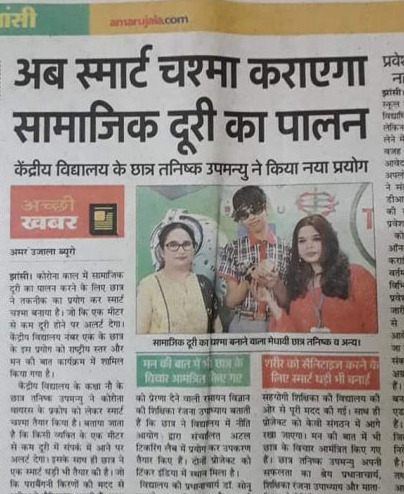 झांसी
amarujala.com
अब स्मार्ट चश्मा कराएगा
सामाजिक दूरी का पालन
केंद्रीय विद्यालय के छात्र तनिष्क उपमन्यु ने किया नया प्रयोग
अच्छी
खबर
अमर उजाला ब्यूरो
झांसी। कोरोना काल में सामाजिक
दूरी का पालन करने के लिए छात्र
ने तकनीक का प्रयोग कर स्मार्ट
चश्मा बनाया है। जो कि एक मीटर
से कम दूरी होने पर अलर्ट देगा।
केंद्रीय विद्यालय नंबर एक के छात्र
के इस प्रयोग को राष्ट्रीय स्तर और
मन की बात कार्यक्रम में शामिल
किया गया है।
केंद्रीय विद्यालय के कक्षा नौ के
छात्र तनिष्क उपमन्यु ने कोरोना
वायरस के प्रकोप को लेकर स्मार्ट
चश्मा तैयार किया है। बताया जाता
है कि किसी व्यक्ति के एक मीटर
से कम दूरी में संपर्क में आने पर
अलर्ट देगा। इसके साथ ही छात्र ने
एक स्मार्ट घड़ी भी तैयार की है। जो
कि पराबैंगनी किरणों की मदद से
सामाजिक दूरी का चश्मा बनाने वाला मेधावी छात्र तनिष्क व अन्य।
मन की बात में भी छात्र के
विचार आमंत्रित किए गए
को प्रेरणा देने वाली रसायन विज्ञान
की शिक्षिका रंजना उपाध्याय बताती
हैं कि छात्र ने विद्यालय में नीति
आयोग द्वारा संचालित अटल
टिंकरिंग लैब में प्रयोग कर उपकरण
तैयार किए हैं। दोनों प्रोजेक्ट को
टिंकर इंडिया में स्थान मिला है।
विद्यालय की प्रधानाचार्य डॉ. सोनू
शरीर को सैनिटाइज करने के
लिए स्मार्ट घड़ी भी बनाई
सहयोगी शिक्षिका की विद्यालय की
ओर से पूरी मदद की गई। साथ ही
प्रोजेक्ट को केवी संगठन में आगे
रखा जाएगा। मन की बात में भी
छात्र के विचार आमंत्रित किए गए
हैं। छात्र तनिष्क उपमन्यु अपनी
सफलता का श्रेय प्रधानाचार्य,
शिक्षिका रंजना उपाध्याय और माता